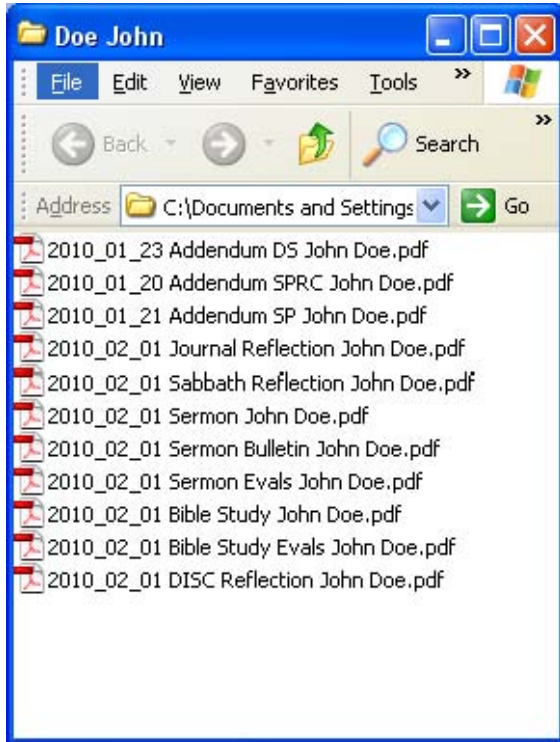 Doe John
File Edit View Favorites Tools »
Back Search »
Address C:\Documents and Settings Go
2010_01_23 Addendum DS John Doe.pdf
2010_01_20 Addendum SPRC John Doe.pdf
2010_01_21 Addendum SP John Doe.pdf
2010_02_01 Journal Reflection John Doe.pdf
2010_02_01 Sabbath Reflection John Doe.pdf
2010_02_01 Sermon John Doe.pdf
2010_02_01 Sermon Bulletin John Doe.pdf
2010_02_01 Sermon Evals John Doe.pdf
2010_02_01 Bible Study John Doe.pdf
2010_02_01 Bible Study Evals John Doe.pdf
2010_02_01 DISC Reflection John Doe.pdf